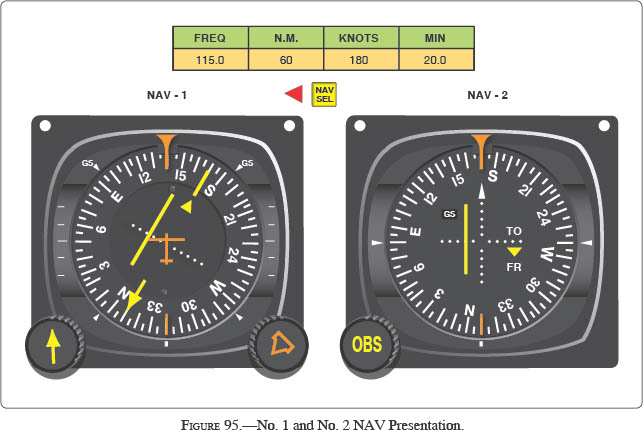 FREQ N.M. KNOTS MIN
115.0 60 180 20.0
NAV - 1
NAV SEL
NAV - 2
GS
GS
12
15
E
S
6
21
3
24
N
W
33
30
15
S
12
21
24
GS
E
TO
W
FR
6
30
3
33
N
OBS
FIGURE 95.—No. 1 and No. 2 NAV Presentation.